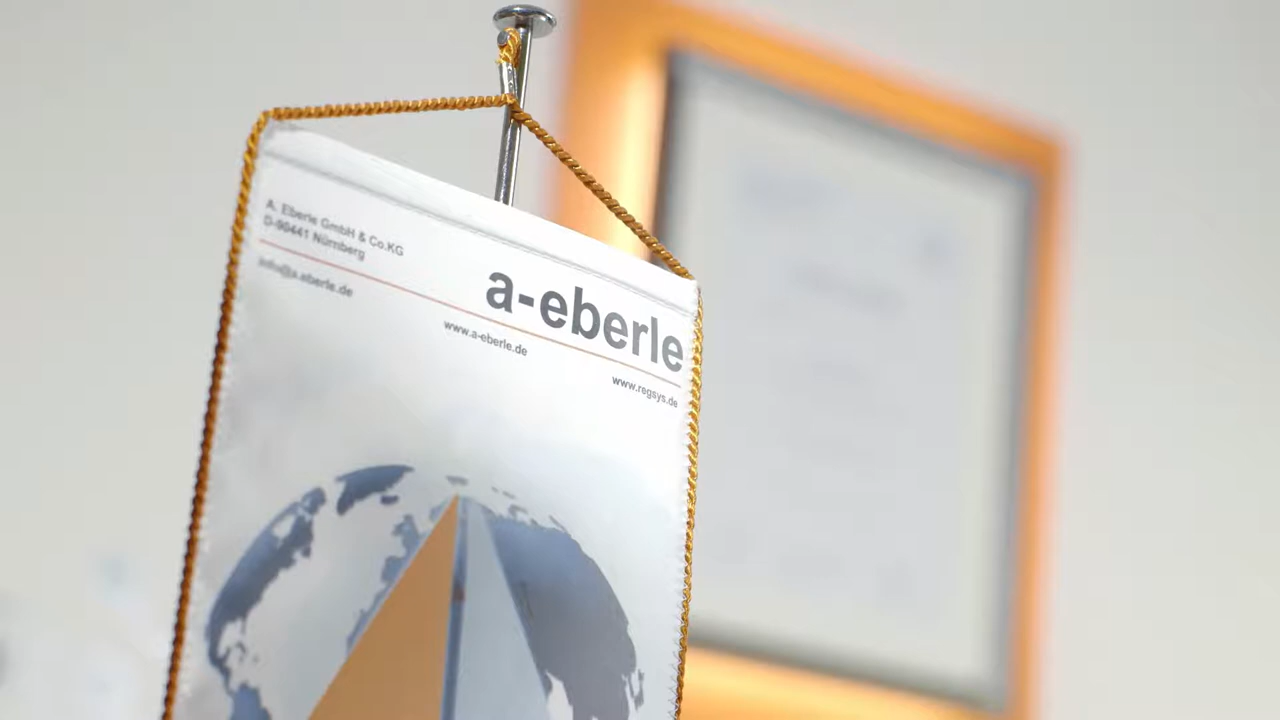 A. Eberle GmbH & Co.KG
D-90441 Nürnberg
info@a.eberle.de
a-eberle
www.a-eberle.de
www.regsys.de